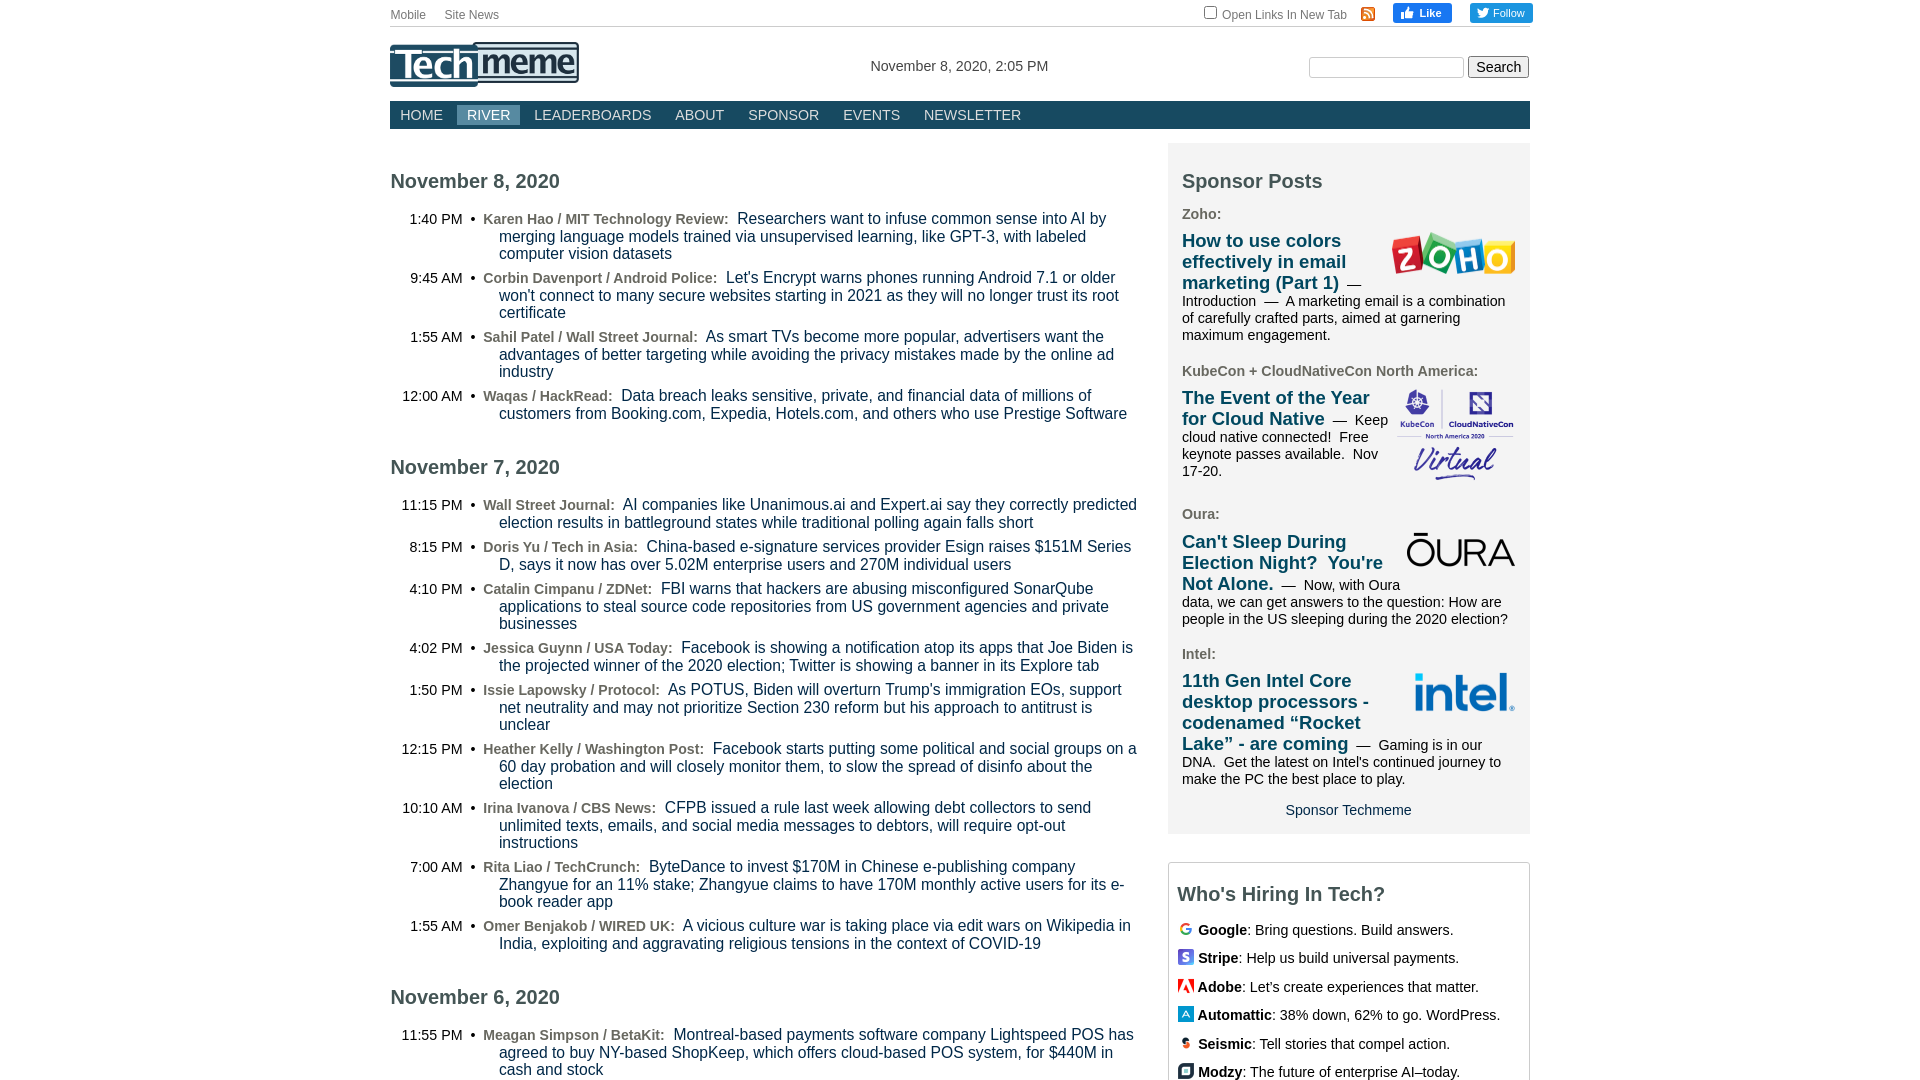 Mobile Site News
Open Links In New Tab
Like
Follow
Techmeme
November 8, 2020, 2:05 PM
Search
HOME RIVER LEADERBOARDS ABOUT SPONSOR EVENTS NEWSLETTER
November 8, 2020
1:40 PM • Karen Hao / MIT Technology Review: Researchers want to infuse common sense into AI by
merging language models trained via unsupervised learning, like GPT-3, with labeled
computer vision datasets
9:45 AM • Corbin Davenport / Android Police: Let's Encrypt warns phones running Android 7.1 or older
won't connect to many secure websites starting in 2021 as they will no longer trust its root
certificate
1:55 AM • Sahil Patel / Wall Street Journal: As smart TVs become more popular, advertisers want the
advantages of better targeting while avoiding the privacy mistakes made by the online ad
industry
12:00 AM • Waqas / HackRead: Data breach leaks sensitive, private, and financial data of millions of
customers from Booking.com, Expedia, Hotels.com, and others who use Prestige Software
November 7, 2020
11:15 PM • Wall Street Journal: AI companies like Unanimous.ai and Expert.ai say they correctly predicted
election results in battleground states while traditional polling again falls short
8:15 PM • Doris Yu / Tech in Asia: China-based e-signature services provider Esign raises $151M Series
D, says it now has over 5.02M enterprise users and 270M individual users
4:10 PM • Catalin Cimpanu / ZDNet: FBI warns that hackers are abusing misconfigured SonarQube
applications to steal source code repositories from US government agencies and private
businesses
4:02 PM • Jessica Guynn / USA Today: Facebook is showing a notification atop its apps that Joe Biden is
the projected winner of the 2020 election; Twitter is showing a banner in its Explore tab
1:50 PM • Issie Lapowsky / Protocol: As POTUS, Biden will overturn Trump's immigration EOs, support
net neutrality and may not prioritize Section 230 reform but his approach to antitrust is
unclear
12:15 PM • Heather Kelly / Washington Post: Facebook starts putting some political and social groups on a
60 day probation and will closely monitor them, to slow the spread of disinfo about the
election
10:10 AM • Irina Ivanova / CBS News: CFPB issued a rule last week allowing debt collectors to send
unlimited texts, emails, and social media messages to debtors, will require opt-out
instructions
7:00 AM • Rita Liao / TechCrunch: ByteDance to invest $170M in Chinese e-publishing company
Zhangyue for an 11% stake; Zhangyue claims to have 170M monthly active users for its e-
book reader app
1:55 AM • Omer Benjakob / WIRED UK: A vicious culture war is taking place via edit wars on Wikipedia in
India, exploiting and aggravating religious tensions in the context of COVID-19
November 6, 2020
11:55 PM • Meagan Simpson / BetaKit: Montreal-based payments software company Lightspeed POS has
agreed to buy NY-based ShopKeep, which offers cloud-based POS system, for $440M in
cash and stock
Sponsor Posts
Zoho:
ZOHO
How to use colors
effectively in email
marketing (Part 1) —
Introduction — A marketing email is a combination
of carefully crafted parts, aimed at garnering
maximum engagement.
KubeCon + CloudNativeCon North America:
KubeCon CloudNativeCon
North America 2020
Virtual
The Event of the Year
for Cloud Native — Keep
cloud native connected! Free
keynote passes available. Nov
17-20.
Oura:
ŌURA
Can't Sleep During
Election Night? You're
Not Alone. — Now, with Oura
data, we can get answers to the question: How are
people in the US sleeping during the 2020 election?
Intel:
intel®
11th Gen Intel Core
desktop processors -
codenamed “Rocket
Lake” - are coming — Gaming is in our
DNA. Get the latest on Intel's continued journey to
make the PC the best place to play.
Sponsor Techmeme
Who's Hiring In Tech?
Google: Bring questions. Build answers.
Stripe: Help us build universal payments.
Adobe: Let’s create experiences that matter.
Automattic: 38% down, 62% to go. WordPress.
Seismic: Tell stories that compel action.
Modzy: The future of enterprise AI–today.